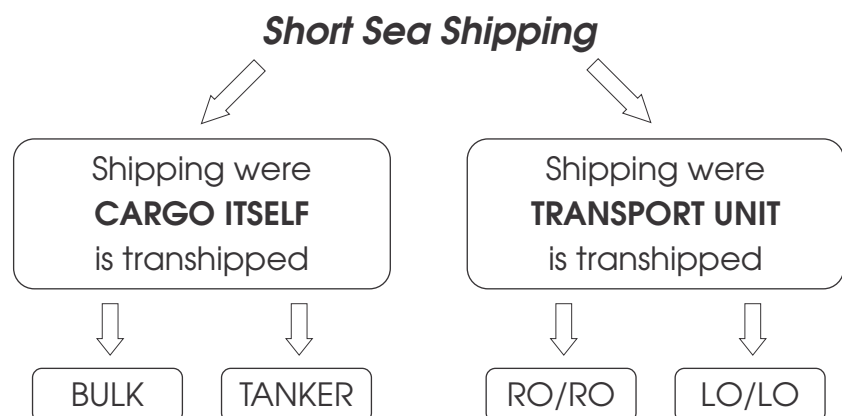 Short Sea Shipping
Shipping were
CARGO ITSELF
is transhipped
Shipping were
TRANSPORT UNIT
is transhipped
BULK
TANKER
RO/RO
LO/LO